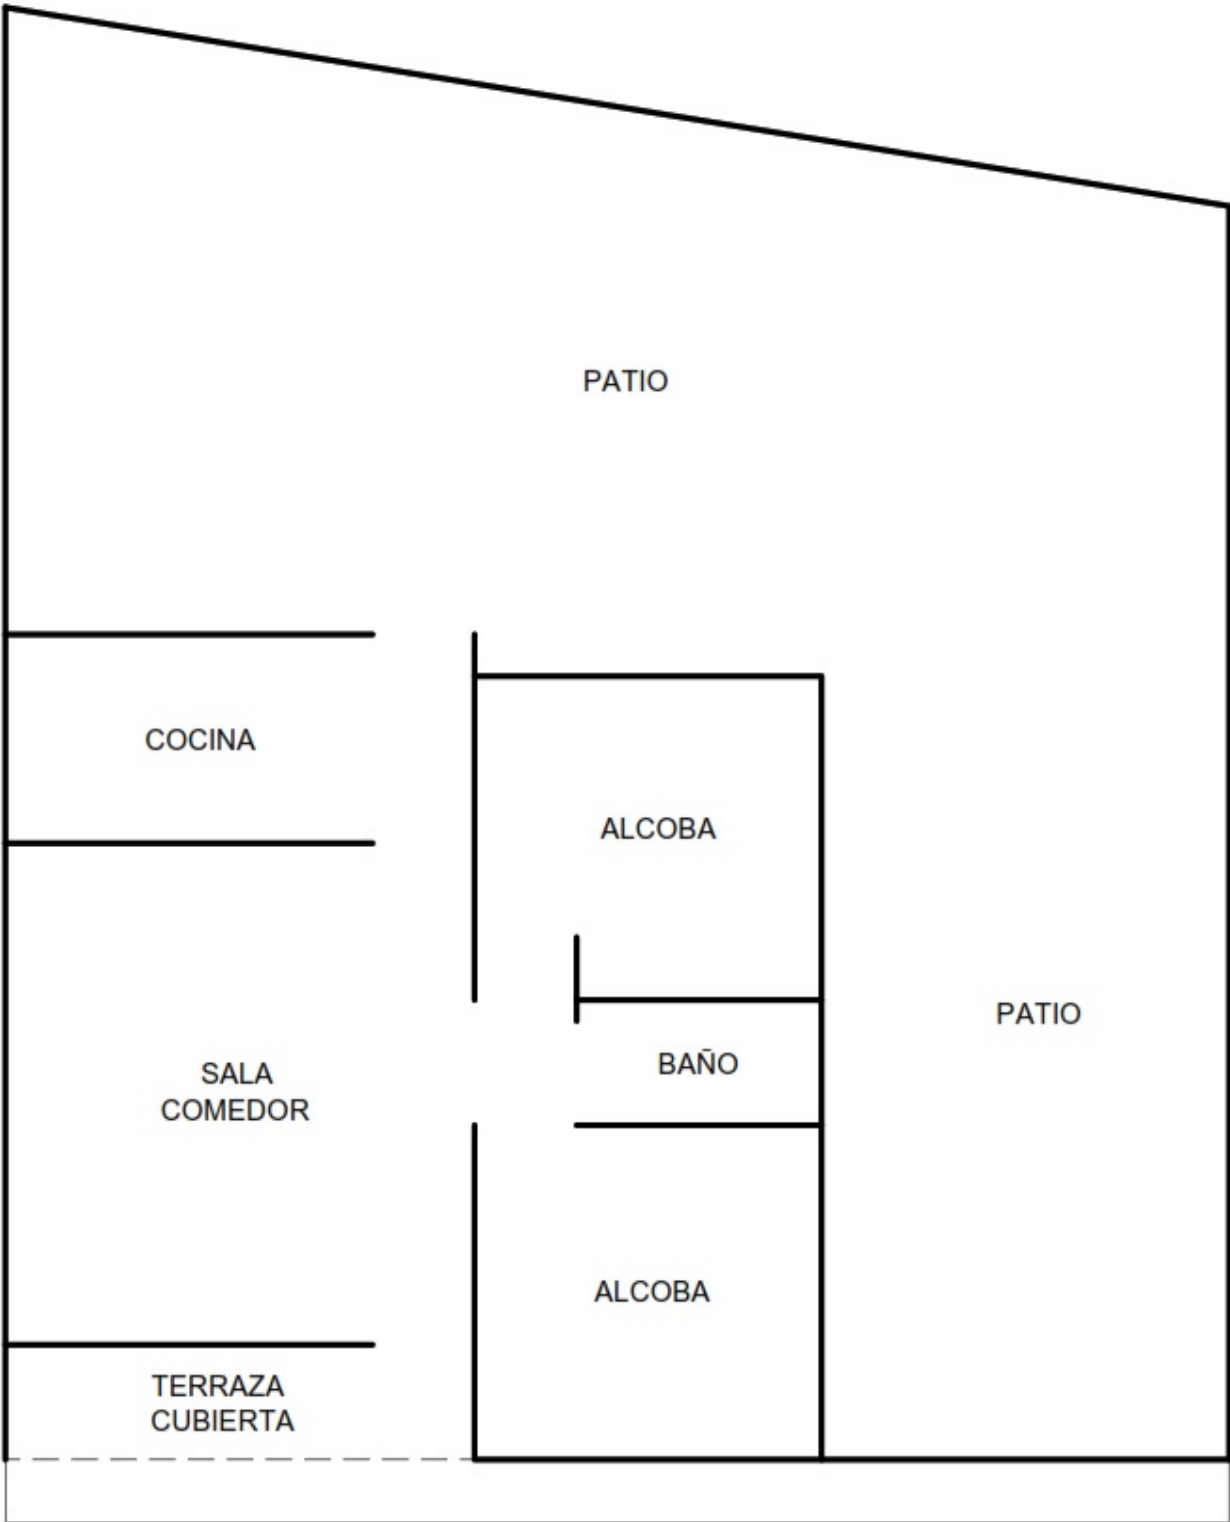 PATIO
COCINA
ALCOBA
PATIO
BAÑO
SALA
COMEDOR
ALCOBA
TERRAZA
CUBIERTA